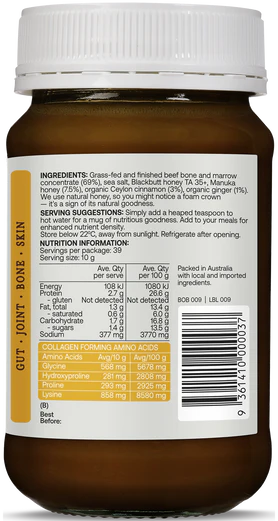 GUT · JOINT · BONE · SKIN
INGREDIENTS: Grass-fed and finished beef bone and marrow
concentrate (69%), sea salt, Blackbutt honey TA 35+, Manuka
honey (7.5%), organic Ceylon cinnamon (3%), organic ginger (1%).
We use natural honey, so you might notice a foam crown
— it's a sign of its natural goodness.
SERVING SUGGESTIONS: Simply add a heaped teaspoon to
hot water for a mug of nutritious goodness. Add to your meals for
enhanced nutrient density.
Store below 22°C, away from sunlight. Refrigerate after opening.
NUTRITION INFORMATION:
Servings per package: 39
Serving size: 10 g
Ave. Qty per serve Ave. Qty per 100 g
Energy 108 kJ 1080 kJ
Protein 2.7 g 26.6 g
- gluten Not detected Not detected
Fat, total 1.3 g 13.4 g
- saturated 0.6 g 6.0 g
Carbohydrate 1.7 g 16.8 g
- sugars 1.4 g 13.5 g
Sodium 377 mg 3770 mg
Packed in Australia
with local and imported
ingredients.
BOB 009 | LBL 009
COLLAGEN FORMING AMINO ACIDS
Amino Acids Avg/10 g Avg/100 g
Glycine 568 mg 5678 mg
Hydroxyproline 281 mg 2808 mg
Proline 293 mg 2925 mg
Lysine 858 mg 8580 mg
(B)
Best
Before:
9 361410 000037